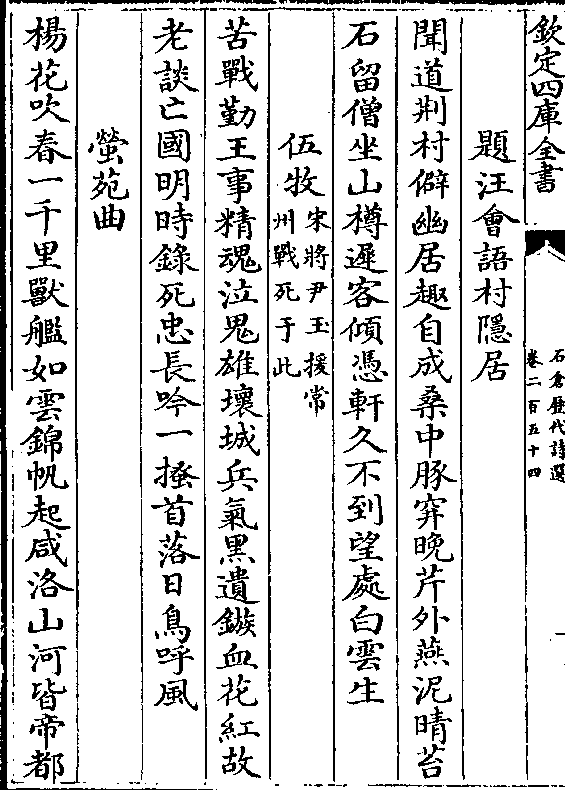 欽定四庫全書
石倉歷代詩選
卷二百五十四
題汪會語村隱居
聞道荆村僻幽居趣自成桑中豚穽晚芹外燕泥晴苔
石留僧坐山樽遲客傾憑軒久不到望處白雲生
伍牧宋將尹玉援常
州戰死于此
苦戰勤王事精魂泣鬼雄壞城兵氣黑遺鏃血花紅故
老談亡國明時錄死忠長吟一搔首落日鳥呼風
螢苑曲
楊花吹春一千里獸艦如雲錦帆起咸洛山河皆帝都